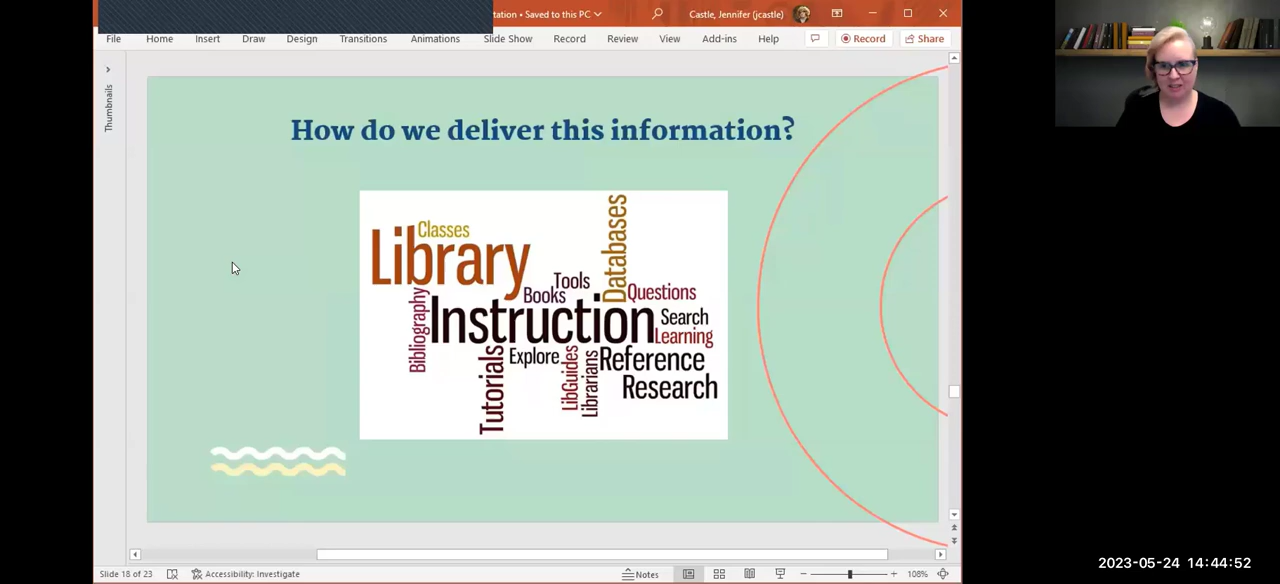 tation • Saved to this PC
Castle, Jennifer (jcastle)
File Home Insert Draw Design Transitions Animations Slide Show Record Review View Add-ins Help Record Share
Thumbnails
How do we deliver this information?
Classes
Library
Databases
Tools
Books
Questions
Bibliography
Instruction
Search
Learning
Tutorials
Explore
LibGuides
Librarians
Reference
Research
Slide 18 of 23 Accessibility: Investigate Notes 108%
2023-05-24 14:44:52